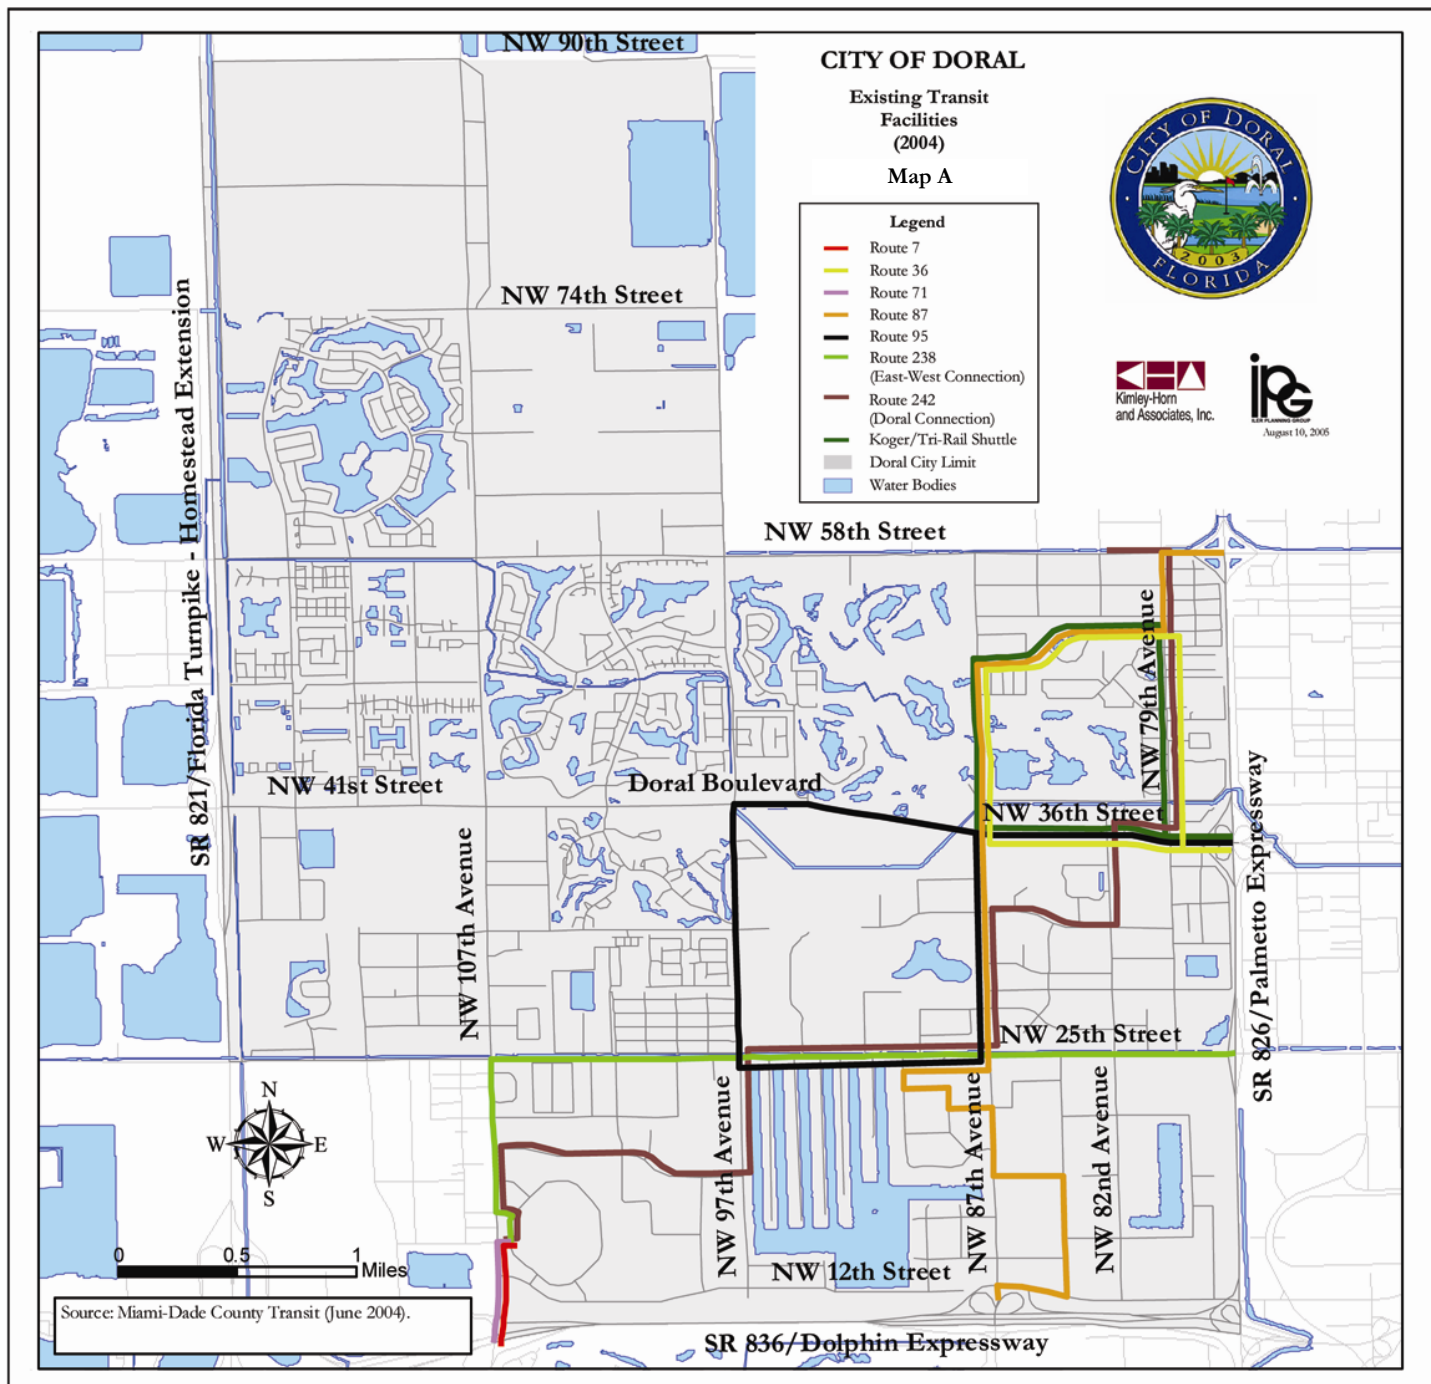 NW 90th Street
CITY OF DORAL
Existing Transit
Facilities
(2004)
Map A
CITY OF DORAL
2003
FLORIDA
Legend
Route 7
Route 36
Route 71
Route 87
Route 95
Route 238
(East-West Connection)
Route 242
(Doral Connection)
Koger/Tri-Rail Shuttle
Doral City Limit
Water Bodies
KHA
Kimley-Horn
and Associates, Inc.
iPG
ILER PLANNING GROUP
August 10, 2005
NW 74th Street
SR 821/Florida Turnpike - Homestead Extension
NW 58th Street
NW 79th Avenue
NW 41st Street
Doral Boulevard
NW 36th Street
SR 826/Palmetto Expressway
NW 107th Avenue
NW 25th Street
NW 97th Avenue
NW 87th Avenue
NW 82nd Avenue
N
W E
S
0 0.5 1
Miles
NW 12th Street
Source: Miami-Dade County Transit (June 2004).
SR 836/Dolphin Expressway